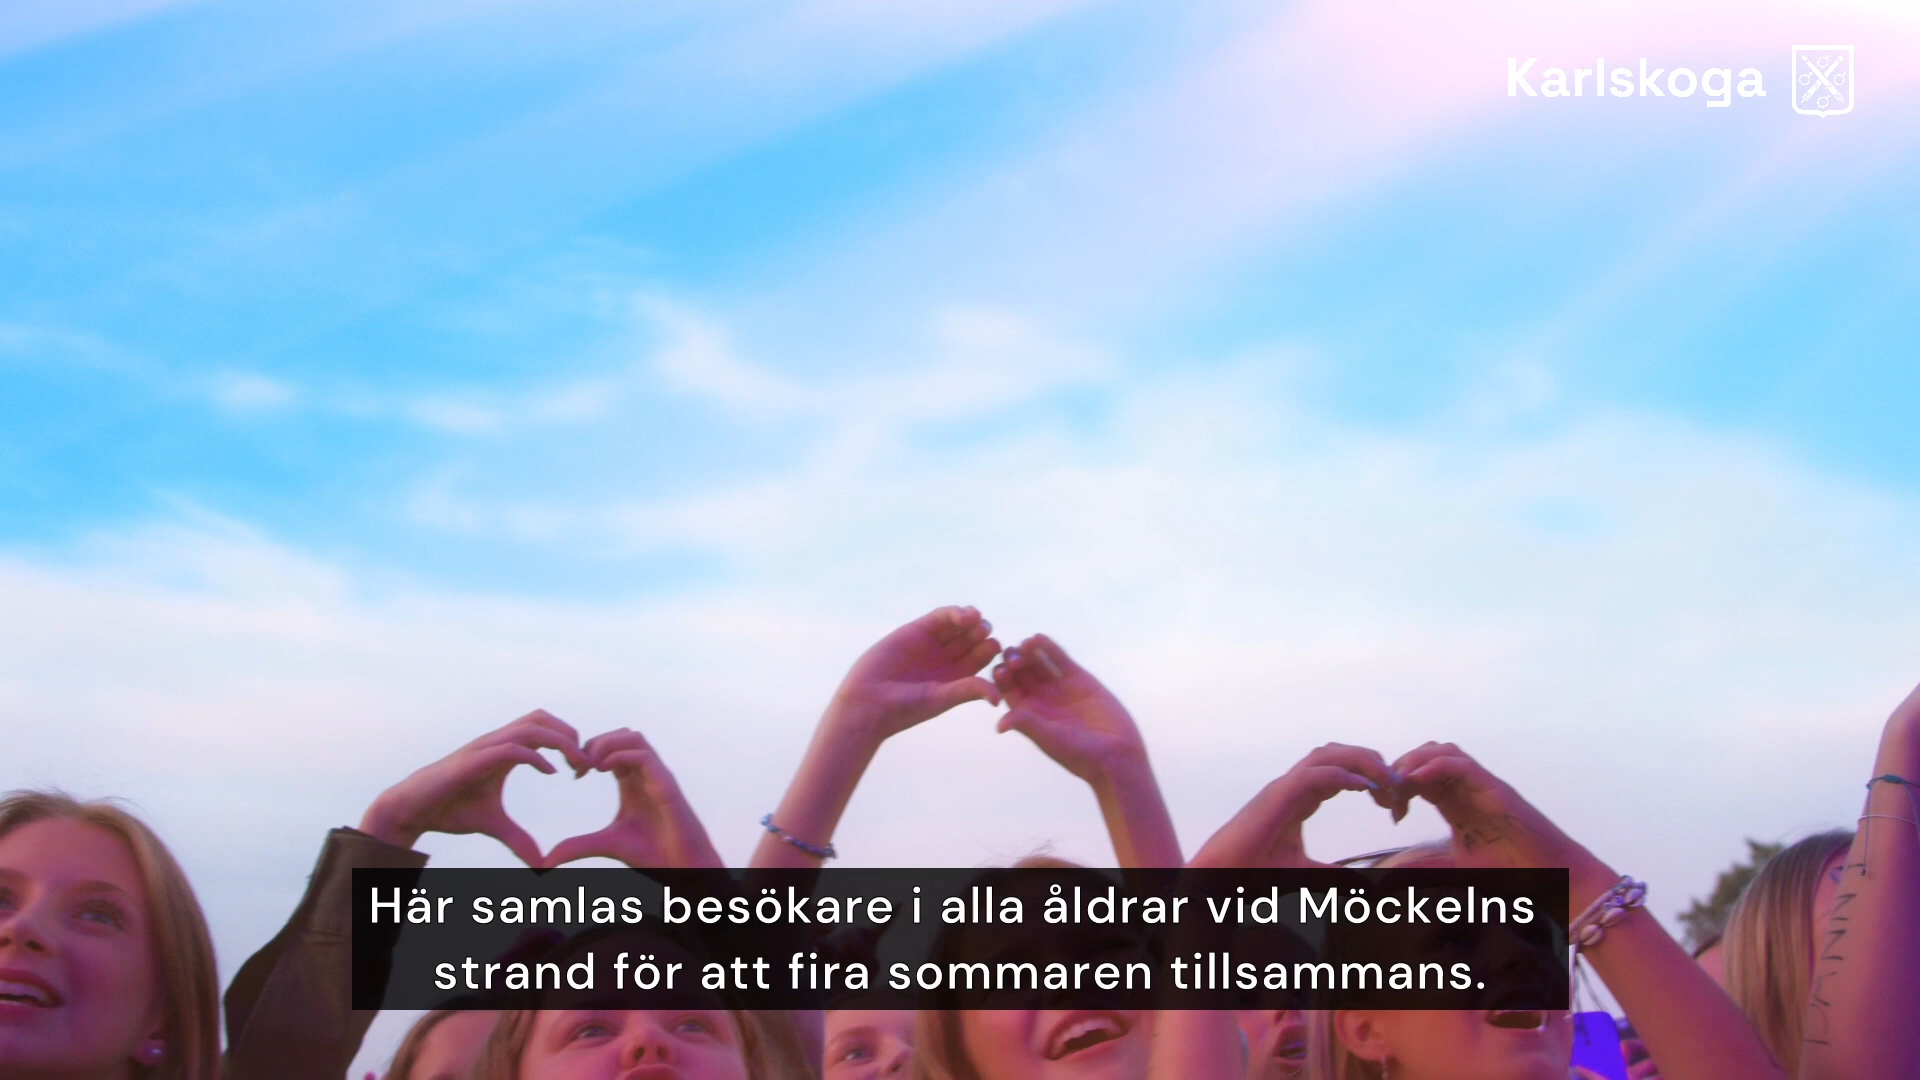 Karlskoga
Här samlas besökare i alla åldrar vid Möckelns
strand för att fira sommaren tillsammans.